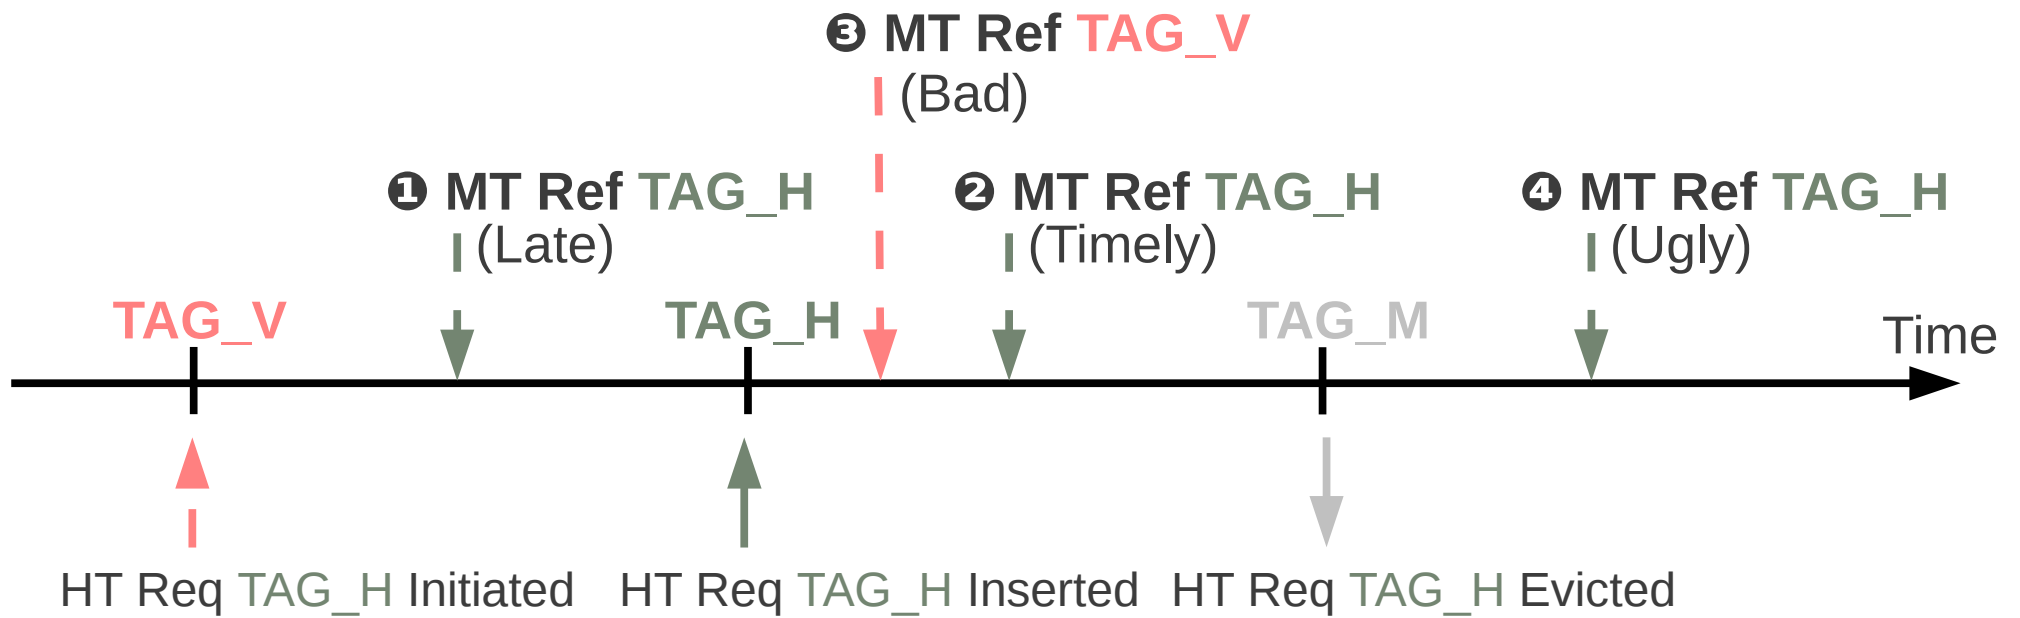 ❸ MT Ref TAG_V
(Bad)
❶ MT Ref TAG_H
(Late)
❷ MT Ref TAG_H
(Timely)
❹ MT Ref TAG_H
(Ugly)
TAG_V
TAG_H
TAG_M
Time
HT Req TAG_H Initiated
HT Req TAG_H Inserted
HT Req TAG_H Evicted